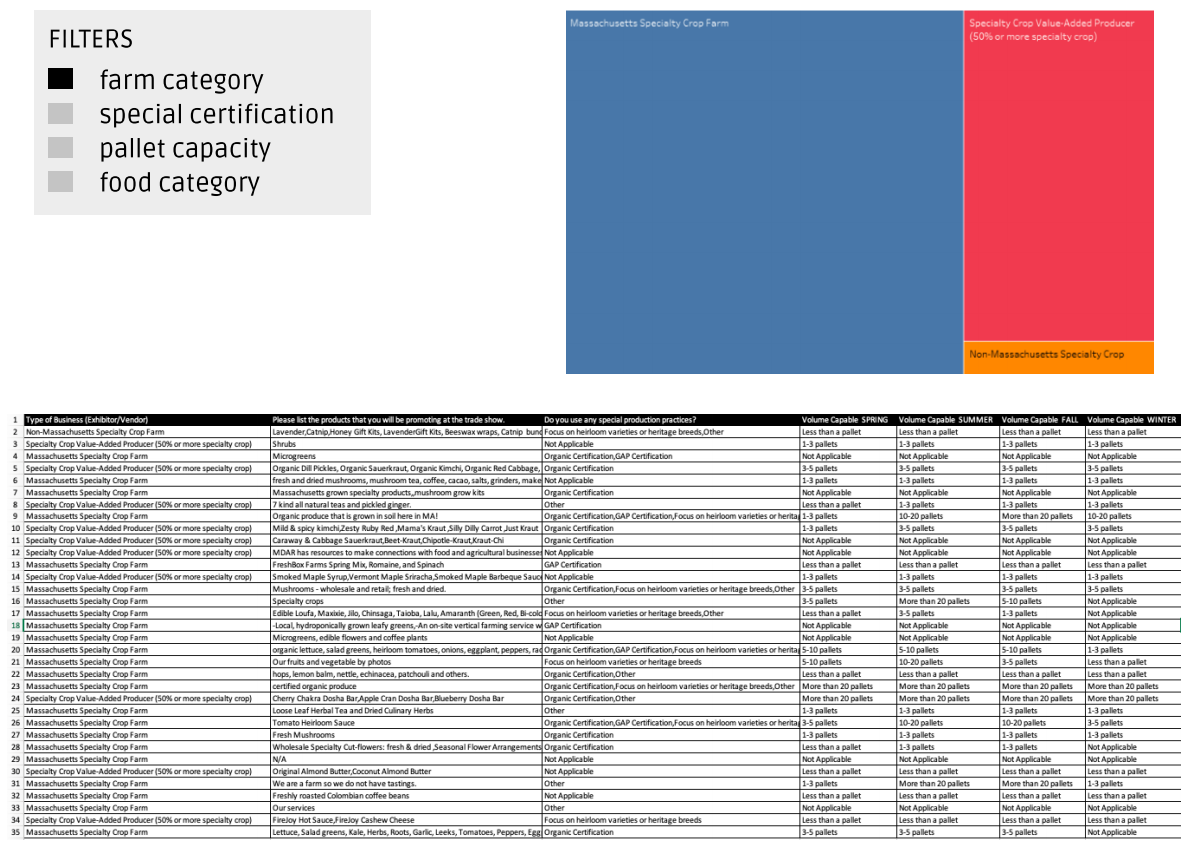 FILTERS
farm category
special certification
pallet capacity
food category
Massachusetts Specialty Crop Farm
Specialty Crop Value-Added Producer
(50% or more specialty crop)
Non-Massachusetts Specialty Crop
1 Type of Business (Exhibitor/Vendor) Please list the products that you will be promoting at the trade show. Do you use any special production practices? Volume Capable SPRING Volume Capable SUMMER Volume Capable FALL Volume Capable WINTER
2 Non-Massachusetts Specialty Crop Farm Lavender,Catnip,Honey Gift Kits, LavenderGift Kits, Beeswax wraps, Catnip bun Focus on heirloom varieties or heritage breeds,Other Less than a pallet Less than a pallet Less than a pallet Less than a pallet
3 Specialty Crop Value-Added Producer (50% or more specialty crop) Shrubs Not Applicable 1-3 pallets 1-3 pallets 1-3 pallets 1-3 pallets
4 Massachusetts Specialty Crop Farm Microgreens Organic Certification,GAP Certification Not Applicable Not Applicable Not Applicable Not Applicable
5 Specialty Crop Value-Added Producer (50% or more specialty crop) Organic Dill Pickles, Organic Sauerkraut, Organic Kimchi, Organic Red Cabbage, Organic Certification 3-5 pallets 3-5 pallets 3-5 pallets 3-5 pallets
6 Massachusetts Specialty Crop Farm fresh and dried mushrooms, mushroom tea, coffee, cacao, salts, grinders, make Not Applicable 1-3 pallets 1-3 pallets 1-3 pallets 1-3 pallets
7 Massachusetts Specialty Crop Farm Massachusetts grown specialty products,,mushroom grow kits Organic Certification Not Applicable Not Applicable Not Applicable Not Applicable
8 Specialty Crop Value-Added Producer (50% or more specialty crop) 7 kind all natural teas and pickled ginger. Other Less than a pallet 1-3 pallets 1-3 pallets 1-3 pallets
9 Massachusetts Specialty Crop Farm Organic produce that is grown in soil here in MA! Organic Certification,GAP Certification,Focus on heirloom varieties or herita 1-3 pallets 10-20 pallets More than 20 pallets 10-20 pallets
10 Specialty Crop Value-Added Producer (50% or more specialty crop) Mild & spicy kimchi,Zesty Ruby Red ,Mama's Kraut ,Silly Dilly Carrot ,Just Kraut Organic Certification 1-3 pallets 3-5 pallets 3-5 pallets 3-5 pallets
11 Specialty Crop Value-Added Producer (50% or more specialty crop) Caraway & Cabbage Sauerkraut,Beet-Kraut,Chipotle-Kraut,Kraut-Chi Organic Certification Not Applicable Not Applicable Not Applicable Not Applicable
12 Specialty Crop Value-Added Producer (50% or more specialty crop) MDAR has resources to make connections with food and agricultural businesses Not Applicable Not Applicable Not Applicable Not Applicable Not Applicable
13 Massachusetts Specialty Crop Farm FreshBox Farms Spring Mix, Romaine, and Spinach GAP Certification Less than a pallet Less than a pallet Less than a pallet Less than a pallet
14 Specialty Crop Value-Added Producer (50% or more specialty crop) Smoked Maple Syrup,Vermont Maple Sriracha,Smoked Maple Barbeque Sauc Not Applicable 1-3 pallets 1-3 pallets 1-3 pallets 1-3 pallets
15 Massachusetts Specialty Crop Farm Mushrooms - wholesale and retail; fresh and dried. Organic Certification,Focus on heirloom varieties or heritage breeds,Other 3-5 pallets 3-5 pallets 3-5 pallets 3-5 pallets
16 Massachusetts Specialty Crop Farm Specialty crops Other 3-5 pallets More than 20 pallets 5-10 pallets Not Applicable
17 Massachusetts Specialty Crop Farm Edible Loufa, Maxixie, Jilo, Chinsaga, Taioba, Lalu, Amaranth (Green, Red, Bi-colo Focus on heirloom varieties or heritage breeds,Other Less than a pallet 3-5 pallets Less than a pallet Not Applicable
18 Massachusetts Specialty Crop Farm -Local, hydroponically grown leafy greens,-An on-site vertical farming service w GAP Certification Not Applicable Not Applicable Not Applicable Not Applicable
19 Massachusetts Specialty Crop Farm Microgreens, edible flowers and coffee plants Not Applicable Not Applicable Not Applicable Not Applicable Not Applicable
20 Massachusetts Specialty Crop Farm organic lettuce, salad greens, heirloom tomatoes, onions, eggplant, peppers, rad Organic Certification,GAP Certification,Focus on heirloom varieties or herita 5-10 pallets 5-10 pallets 5-10 pallets 1-3 pallets
21 Massachusetts Specialty Crop Farm Our fruits and vegetable by photos Focus on heirloom varieties or heritage breeds 5-10 pallets 10-20 pallets 3-5 pallets Less than a pallet
22 Massachusetts Specialty Crop Farm hops, lemon balm, nettle, echinacea, patchouli and others. Organic Certification,Other Less than a pallet Less than a pallet Less than a pallet Less than a pallet
23 Massachusetts Specialty Crop Farm certified organic produce Organic Certification,Focus on heirloom varieties or heritage breeds,Other More than 20 pallets More than 20 pallets More than 20 pallets More than 20 pallets
24 Specialty Crop Value-Added Producer (50% or more specialty crop) Cherry Chakra Dosha Bar,Apple Cran Dosha Bar,Blueberry Dosha Bar Organic Certification,Other More than 20 pallets More than 20 pallets More than 20 pallets More than 20 pallets
25 Massachusetts Specialty Crop Farm Loose Leaf Herbal Tea and Dried Culinary Herbs Other 1-3 pallets 1-3 pallets 1-3 pallets 1-3 pallets
26 Massachusetts Specialty Crop Farm Tomato Heirloom Sauce Organic Certification,GAP Certification,Focus on heirloom varieties or herita 3-5 pallets 10-20 pallets 10-20 pallets 3-5 pallets
27 Massachusetts Specialty Crop Farm Fresh Mushrooms Organic Certification 1-3 pallets 1-3 pallets 1-3 pallets 1-3 pallets
28 Massachusetts Specialty Crop Farm Wholesale Specialty Cut-flowers: fresh & dried ,Seasonal Flower Arrangements Organic Certification Less than a pallet 1-3 pallets 1-3 pallets Not Applicable
29 Massachusetts Specialty Crop Farm N/A Not Applicable Not Applicable Not Applicable Not Applicable Not Applicable
30 Specialty Crop Value-Added Producer (50% or more specialty crop) Original Almond Butter,Coconut Almond Butter Not Applicable Less than a pallet Less than a pallet Less than a pallet Less than a pallet
31 Massachusetts Specialty Crop Farm We are a farm so we do not have tastings. Other 1-3 pallets More than 20 pallets More than 20 pallets 1-3 pallets
32 Massachusetts Specialty Crop Farm Freshly roasted Colombian coffee beans Not Applicable Less than a pallet Less than a pallet Less than a pallet Less than a pallet
33 Massachusetts Specialty Crop Farm Our services Other Not Applicable Not Applicable Not Applicable Not Applicable
34 Specialty Crop Value-Added Producer (50% or more specialty crop) FireJoy Hot Sauce,FireJoy Cashew Cheese Focus on heirloom varieties or heritage breeds Less than a pallet Less than a pallet Less than a pallet Less than a pallet
35 Massachusetts Specialty Crop Farm Lettuce, Salad greens, Kale, Herbs, Roots, Garlic, Leeks, Tomatoes, Peppers, Egg Organic Certification 3-5 pallets 3-5 pallets 3-5 pallets Not Applicable